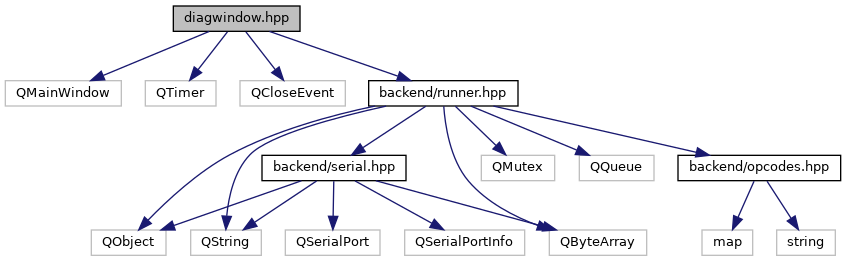 diagwindow.hpp
QMainWindow
QTimer
QCloseEvent
backend/runner.hpp
backend/serial.hpp
QMutex
QQueue
backend/opcodes.hpp
QObject
QString
QSerialPort
QSerialPortInfo
QByteArray
map
string